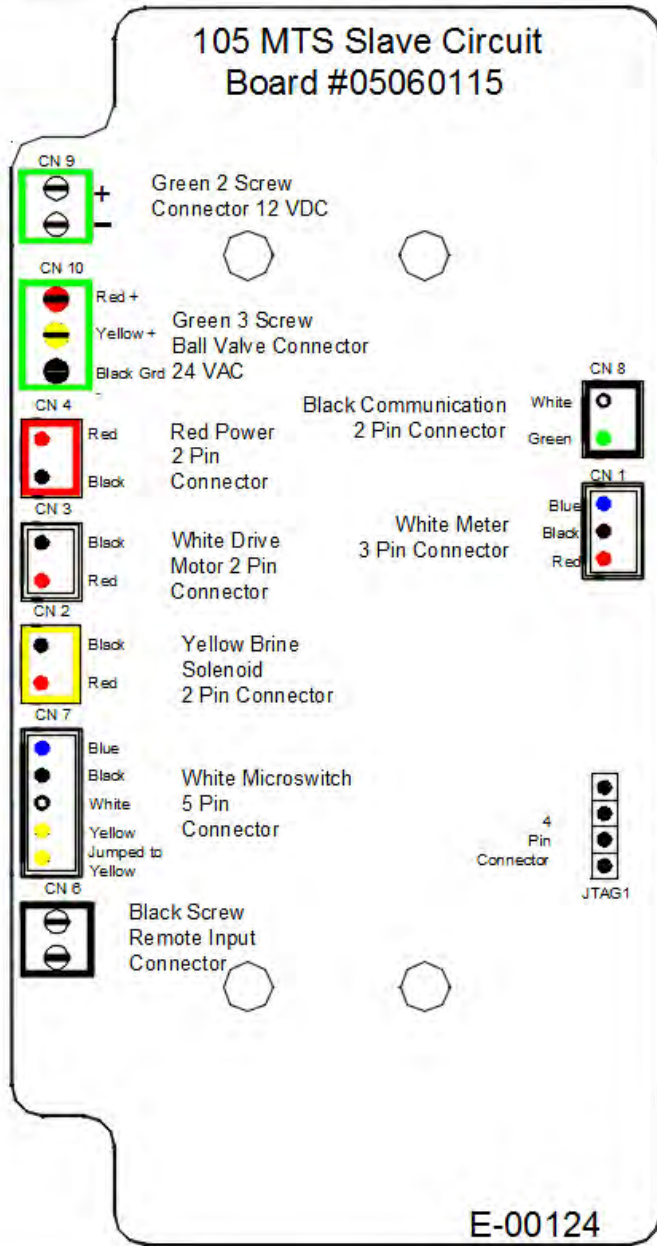 105 MTS Slave Circuit
Board #05060115
CN 9
+
−
Green 2 Screw
Connector 12 VDC
CN 10
Red +
Yellow +
Black Grd
-
Green 3 Screw
Ball Valve Connector
24 VAC
CN 4
Red
Black
Red Power
2 Pin
Connector
CN 3
Black
Red
White Drive
Motor 2 Pin
Connector
CN 2
Black
Red
Yellow Brine
Solenoid
2 Pin Connector
CN 7
Blue
Black
White
Yellow
Jumped to
Yellow
White Microswitch
5 Pin
Connector
CN 6
Black Screw
Remote Input
Connector
CN 8
White
Green
Black Communication
2 Pin Connector
CN 1
Blue
Black
Red
White Meter
3 Pin Connector
4
Pin
Connector
JTAG1
E-00124